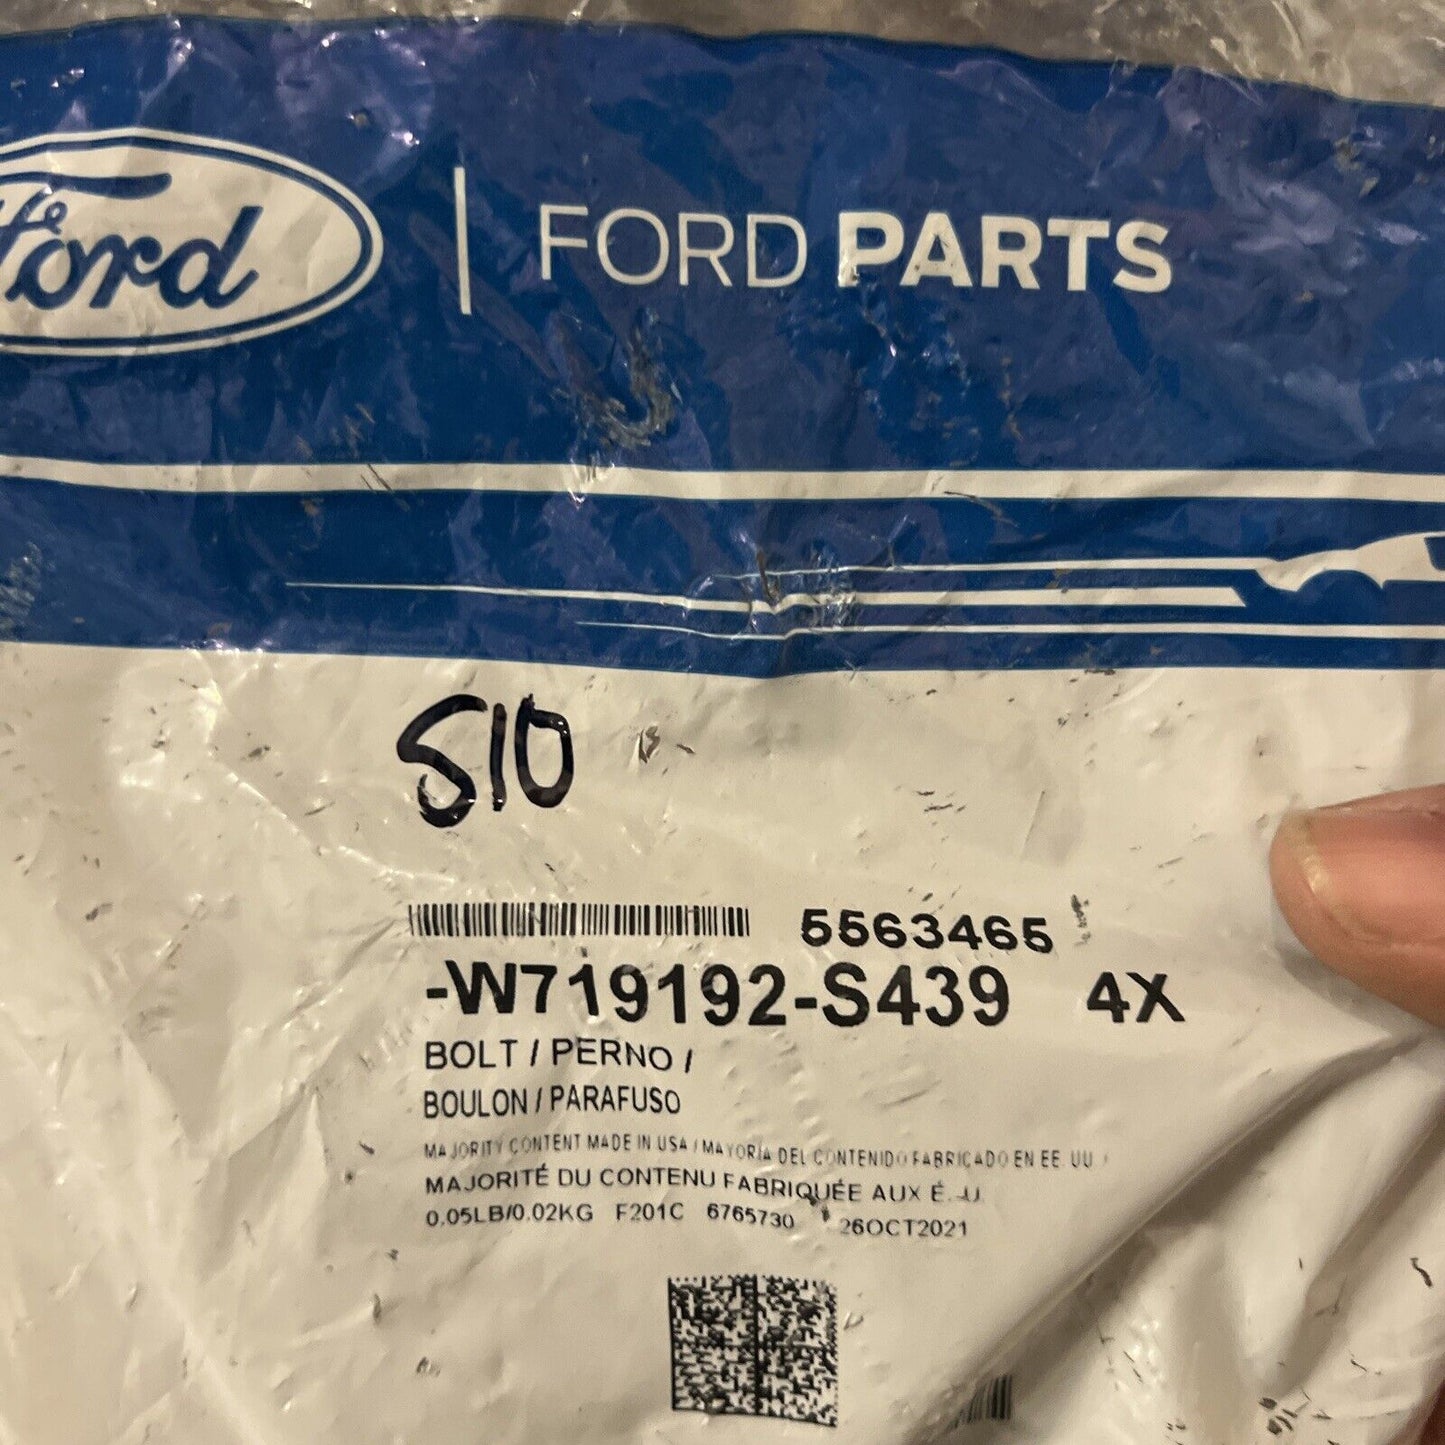 Ford | FORD PARTS
S10
5563465
-W719192-S439 4X
BOLT / PERNO /
BOULON / PARAFUSO
MAJORITY CONTENT MADE IN USA / MAYORÍA DEL CONTENIDO FABRICADO EN EE UU /
MAJORITÉ DU CONTENU FABRIQUÉE AUX É.-U.
0.05LB/0.02KG F201C 6765730 26OCT2021